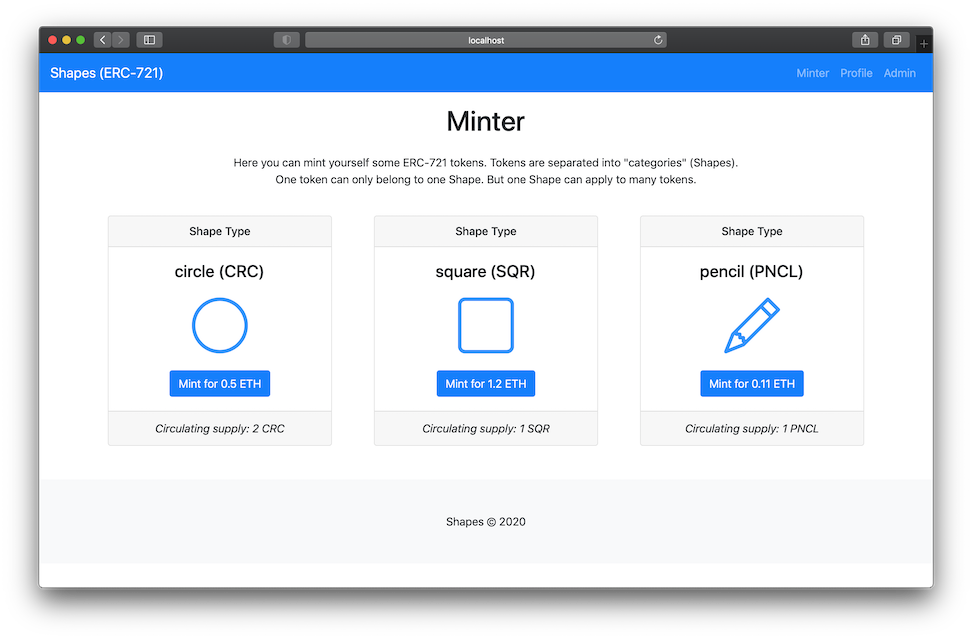 localhost
Shapes (ERC-721)
Minter Profile Admin
Minter
Here you can mint yourself some ERC-721 tokens. Tokens are separated into "categories" (Shapes).
One token can only belong to one Shape. But one Shape can apply to many tokens.
Shape Type
circle (CRC)
Mint for 0.5 ETH
Circulating supply: 2 CRC
Shape Type
square (SQR)
Mint for 1.2 ETH
Circulating supply: 1 SQR
Shape Type
pencil (PNCL)
Mint for 0.11 ETH
Circulating supply: 1 PNCL
Shapes © 2020